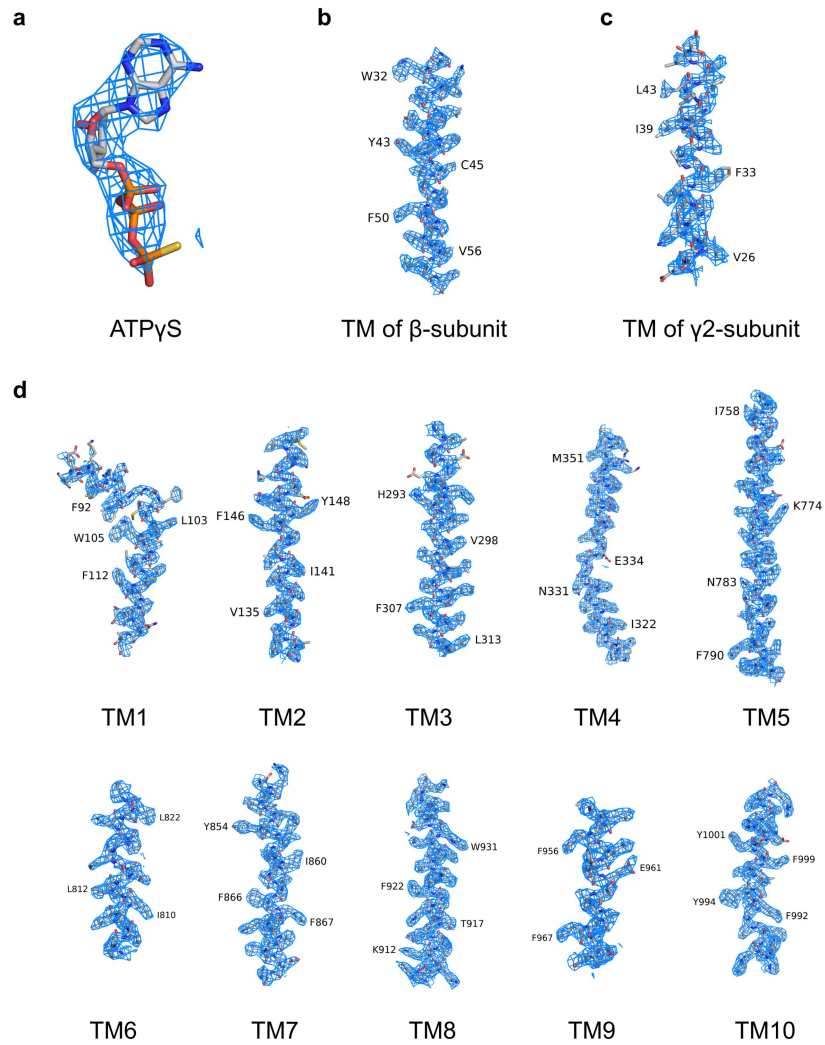 a
b
c
W32
Y43
C45
F50
V56
L43
I39
F33
V26
ATPγS
TM of β-subunit
TM of γ2-subunit
d
F92
L103
W105
F112
F146
Y148
I141
V135
H293
V298
F307
L313
M351
E334
N331
I322
I758
K774
N783
F790
TM1
TM2
TM3
TM4
TM5
L822
L812
I810
Y854
I860
F866
F867
W931
F922
T917
K912
F956
E961
F967
Y1001
F999
Y994
F992
TM6
TM7
TM8
TM9
TM10